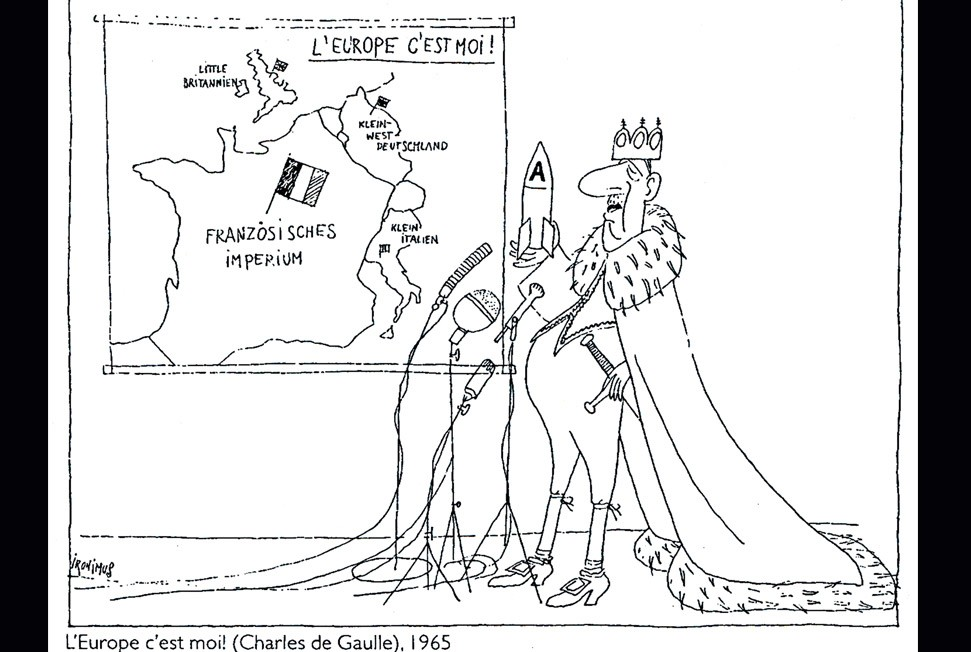 L'EUROPE C'EST MOI!
LITTLE
BRITANNIEN
KLEIN-
WEST
DEUTSCHLAND
FRANZÖSISCHES
IMPERIUM
KLEIN
ITALIEN
A
IRONIMUS
L'Europe c'est moi! (Charles de Gaulle), 1965